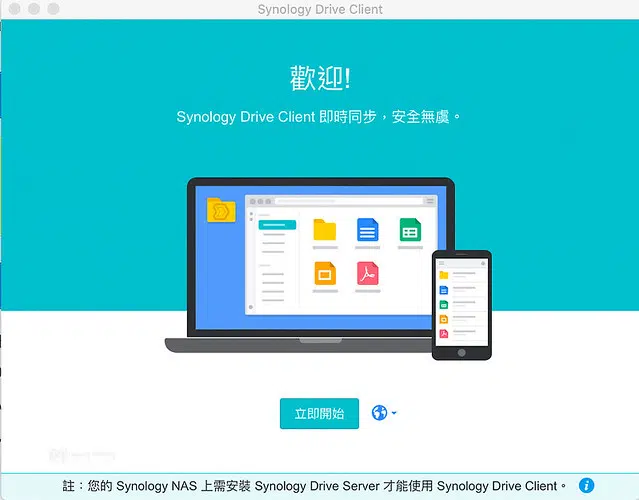 Synology Drive Client
歡迎!
Synology Drive Client 即時同步，安全無虞。
立即開始
註：您的 Synology NAS 上需安裝 Synology Drive Server 才能使用 Synology Drive Client。